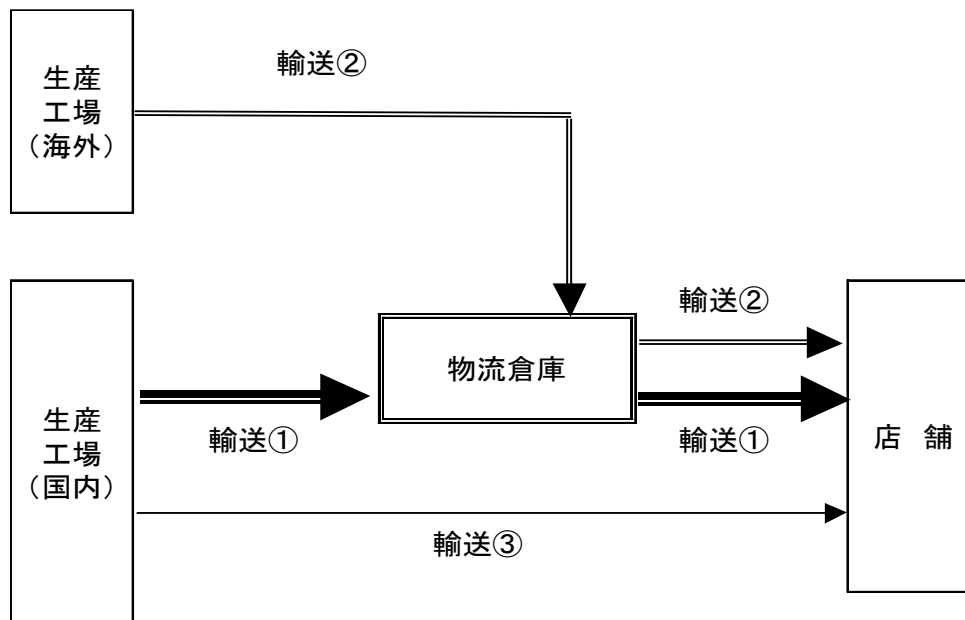 輸送②
生産
工場
（海外）
輸送②
物流倉庫
生産
工場
（国内）
輸送①
輸送①
店　舗
輸送③